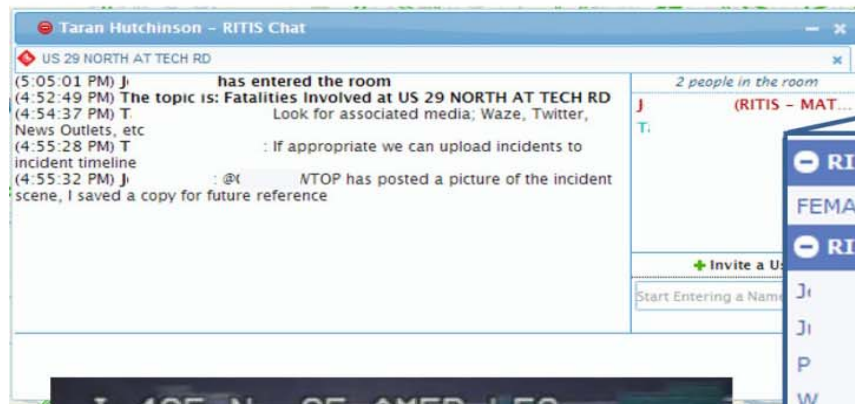 Taran Hutchinson – RITIS Chat
US 29 NORTH AT TECH RD
(5:05:01 PM) J has entered the room
(4:52:49 PM) The topic is: Fatalities Involved at US 29 NORTH AT TECH RD
(4:54:37 PM) T Look for associated media; Waze, Twitter,
News Outlets, etc
(4:55:28 PM) T : If appropriate we can upload incidents to
incident timeline
(4:55:32 PM) J : @ NTOP has posted a picture of the incident
scene, I saved a copy for future reference
2 people in the room
J (RITIS – MAT...
T
Invite a U
Start Entering a Name
RI
FEMA
RI
J
J
P
W